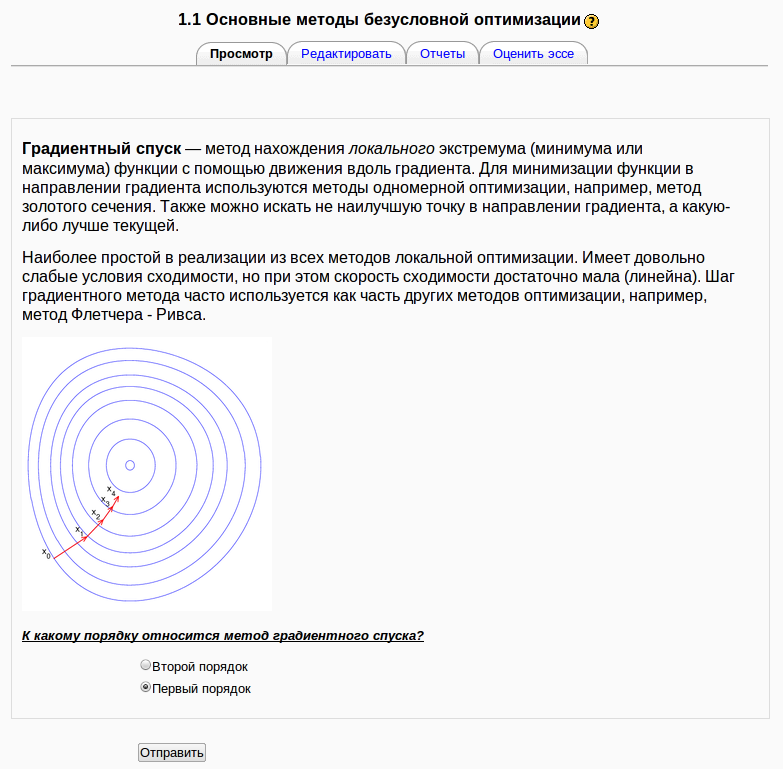 1.1 Основные методы безусловной оптимизации ?
Просмотр Редактировать Отчеты Оценить эссе
Градиентный спуск — метод нахождения локального экстремума (минимума или
максимума) функции с помощью движения вдоль градиента. Для минимизации функции в
направлении градиента используются методы одномерной оптимизации, например, метод
золотого сечения. Также можно искать не наилучшую точку в направлении градиента, а какую-
либо лучше текущей.
Наиболее простой в реализации из всех методов локальной оптимизации. Имеет довольно
слабые условия сходимости, но при этом скорость сходимости достаточно мала (линейна). Шаг
градиентного метода часто используется как часть других методов оптимизации, например,
метод Флетчера - Ривса.
x4
x3
x2
x1
x0
К какому порядку относится метод градиентного спуска?
Второй порядок
Первый порядок
Отправить